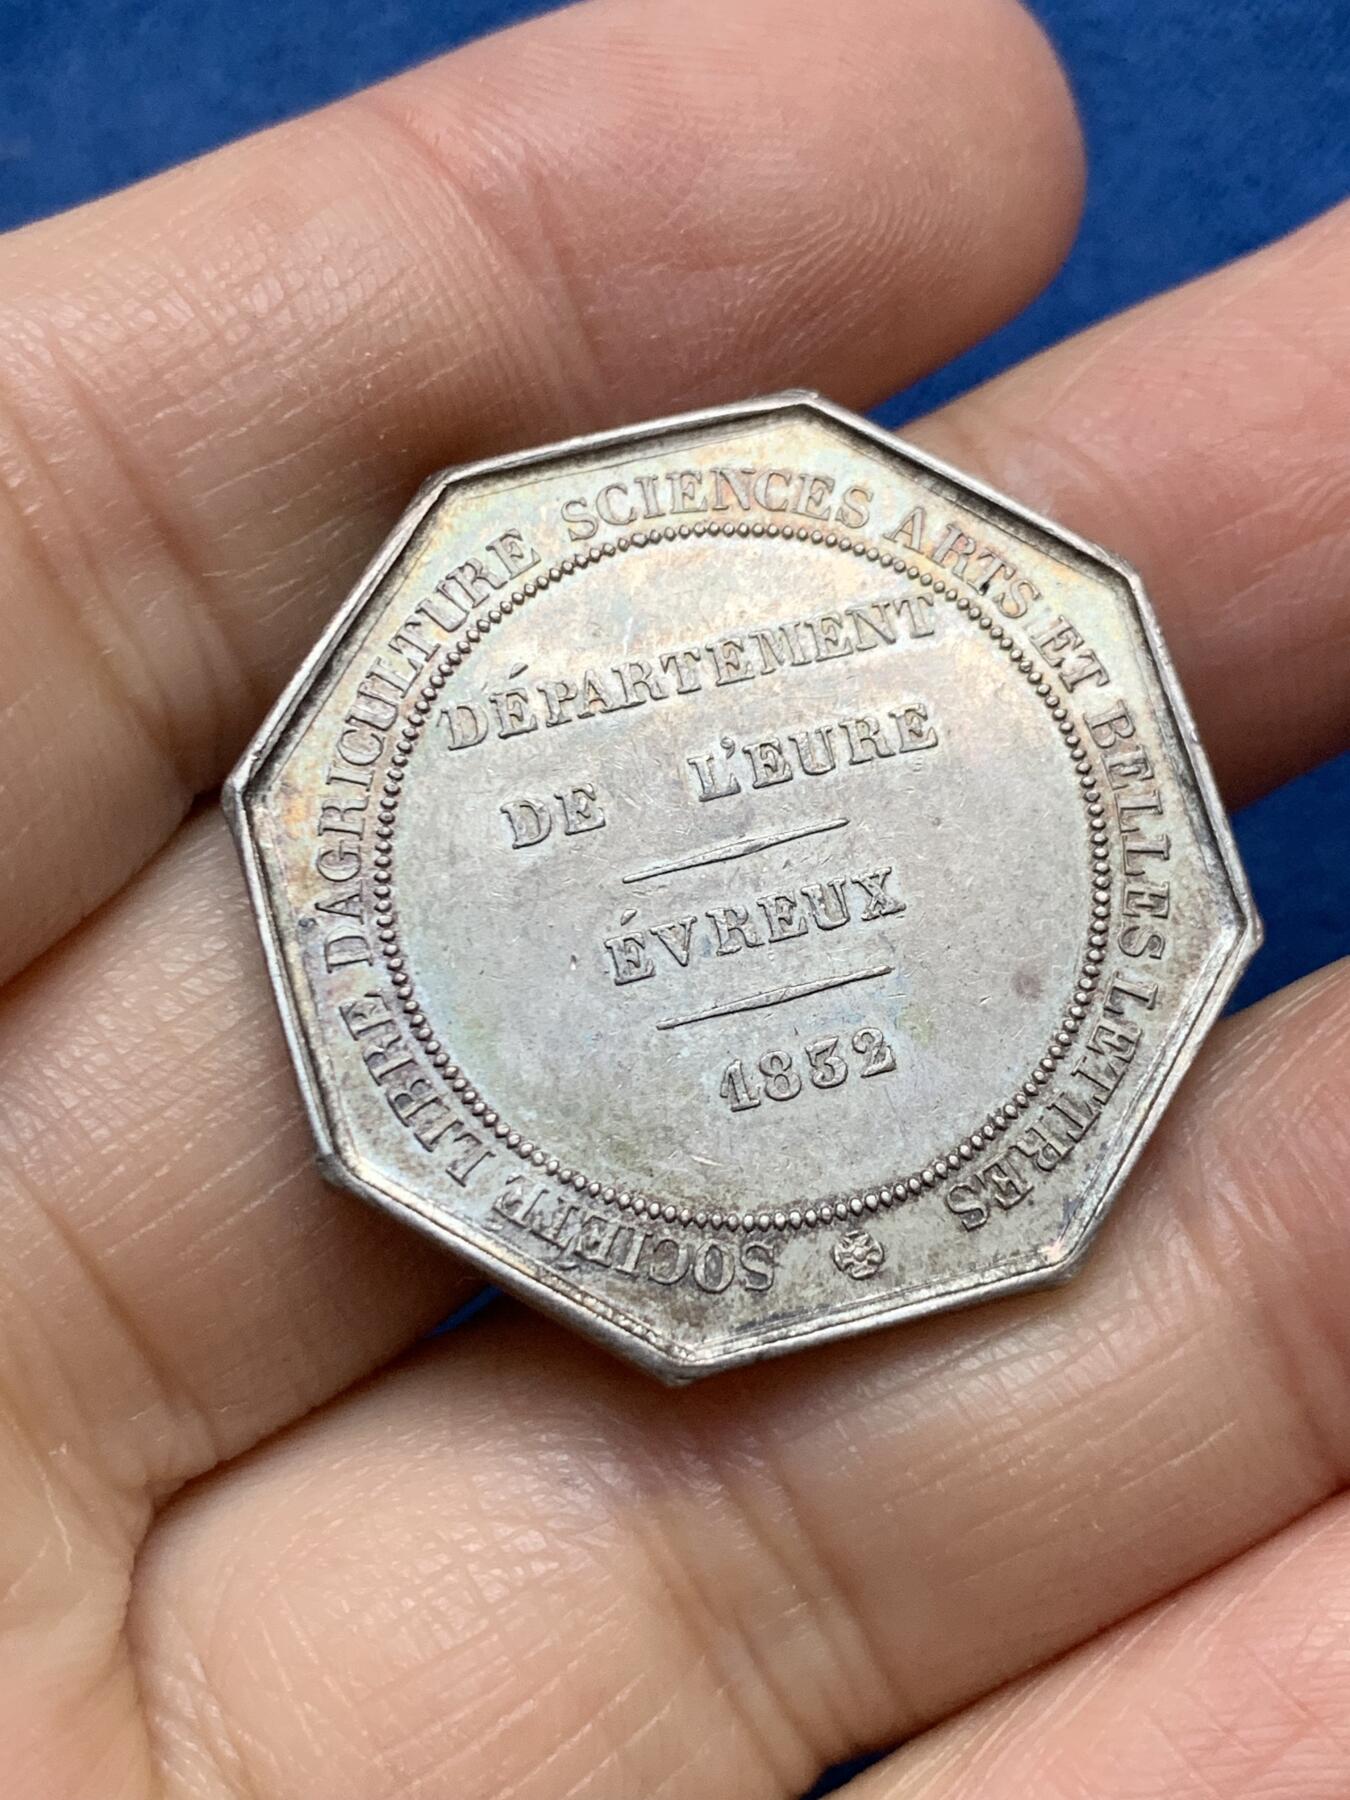 SOCIÉTÉ LIBRE D'AGRICULTURE SCIENCES ARTS ET BELLES LETTRES
DÉPARTEMENT
DE L'EURE
ÉVREUX
1832